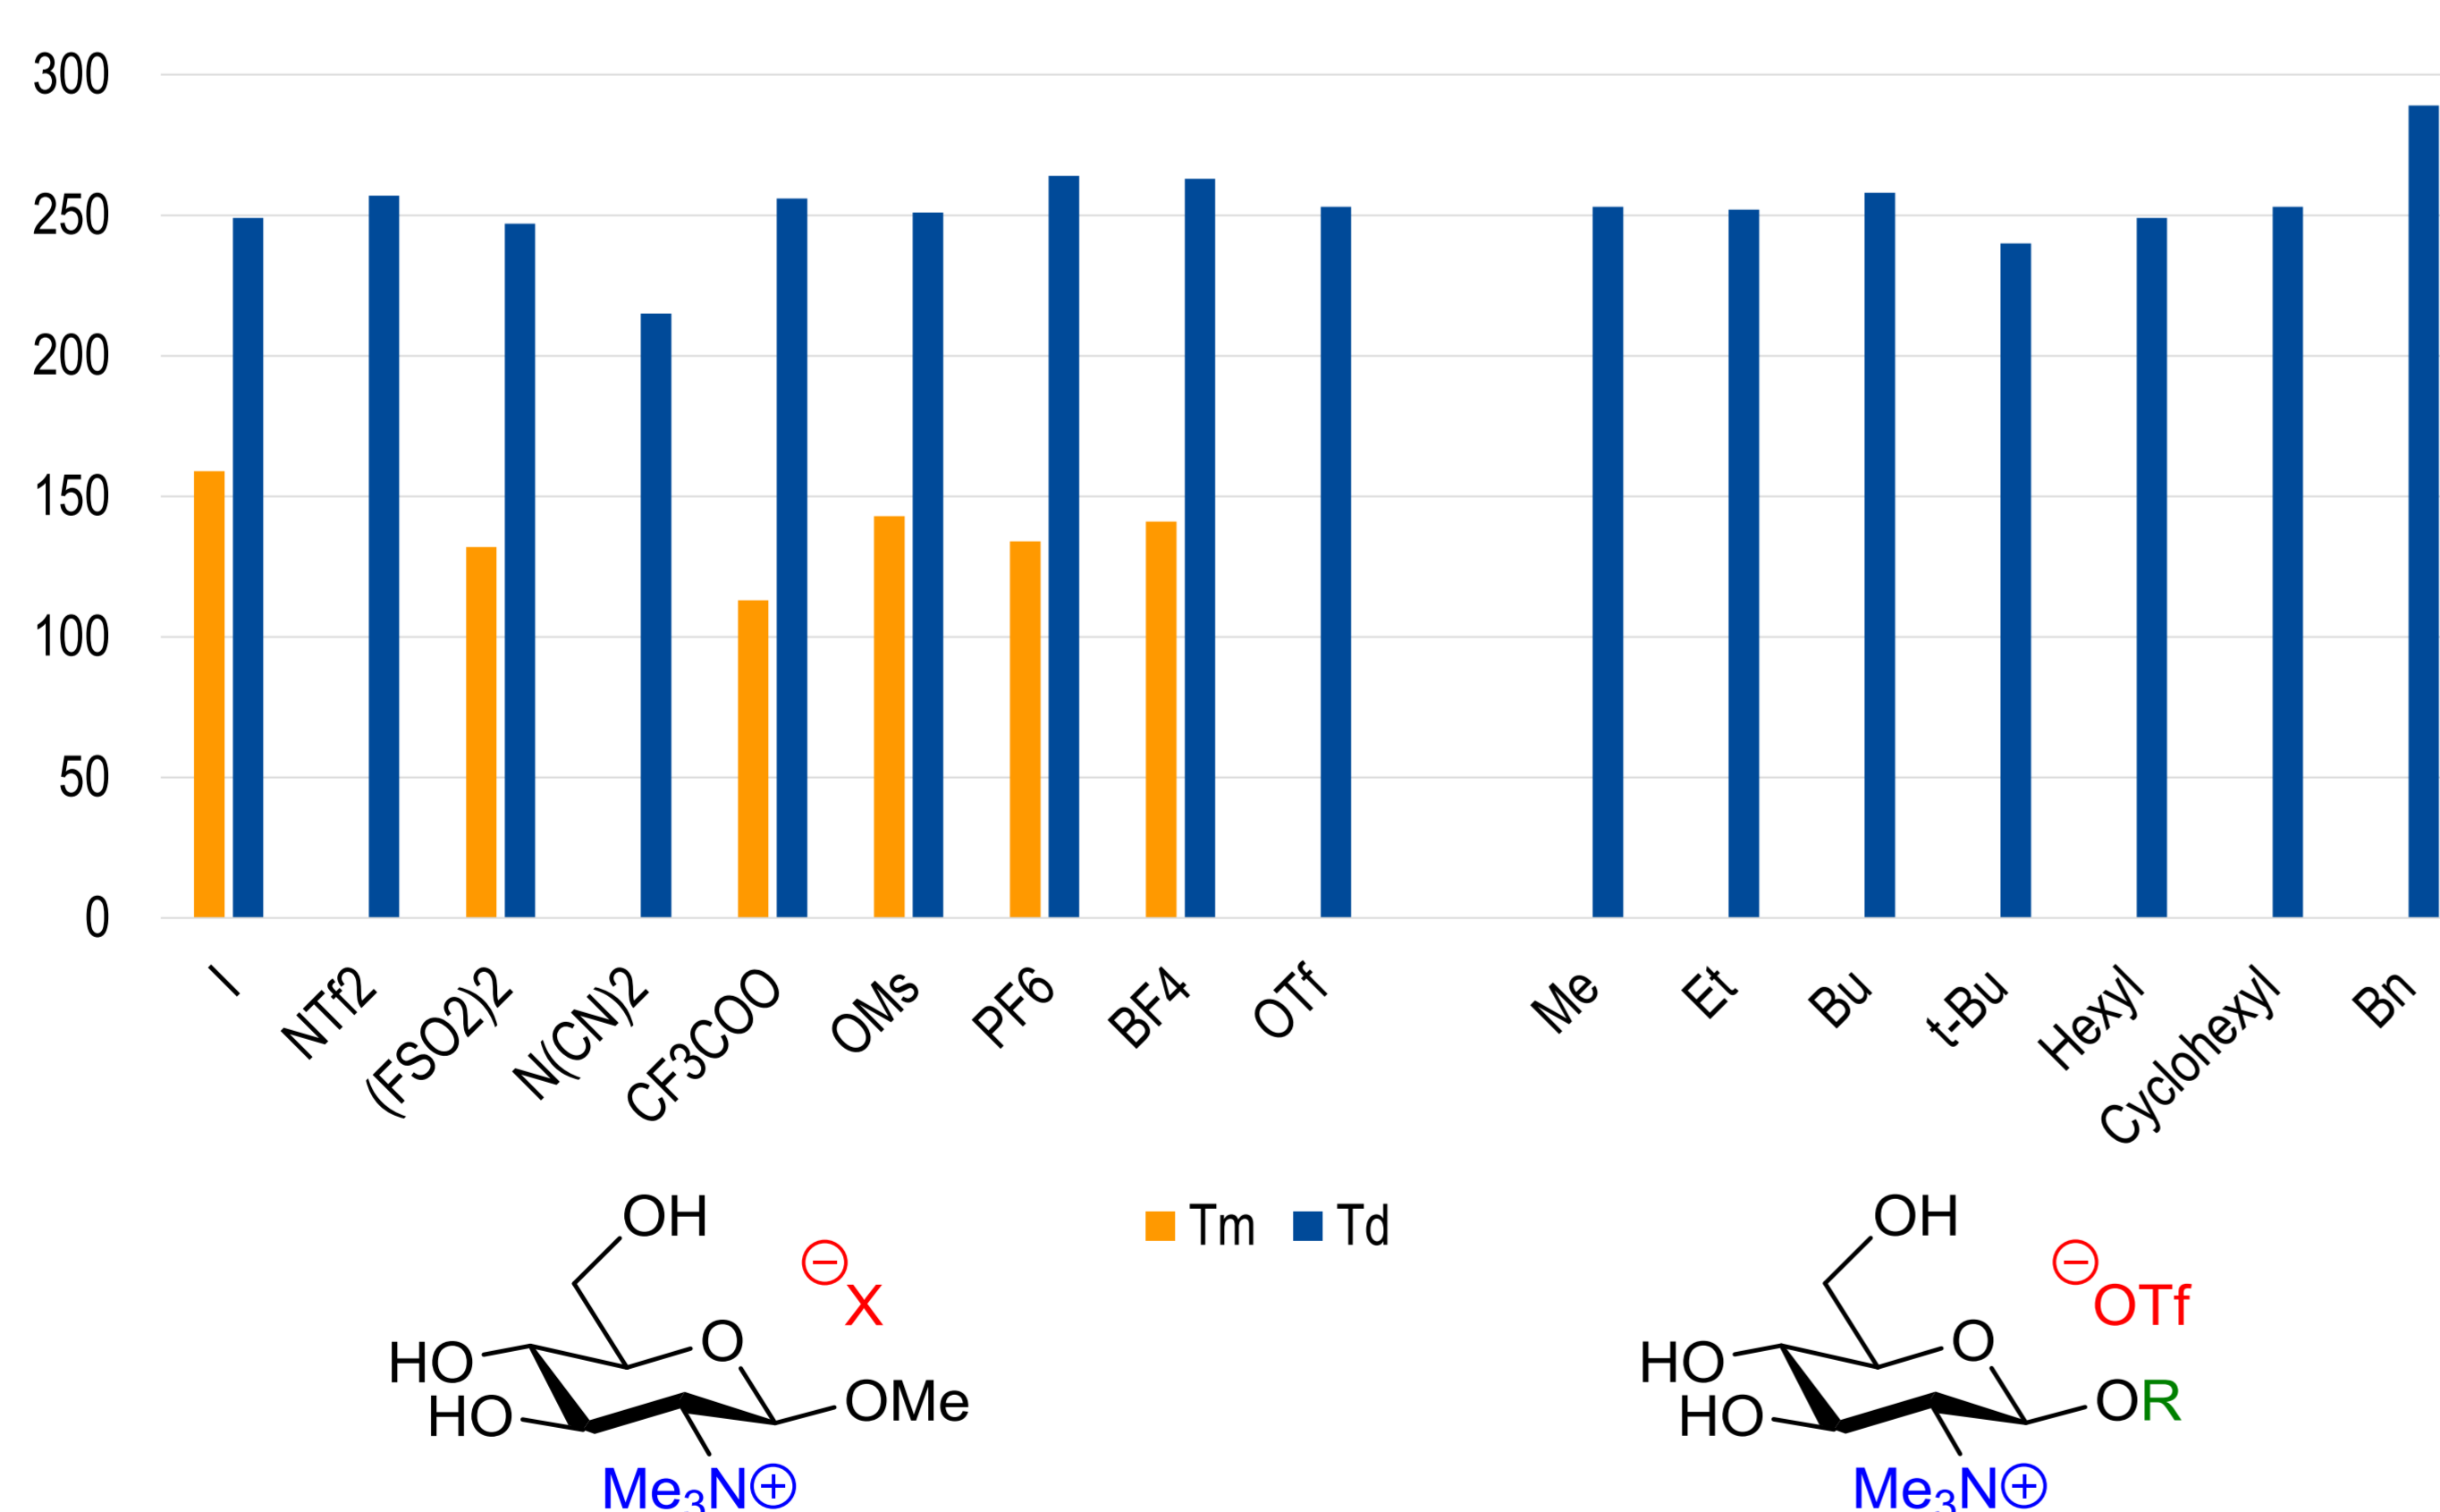 300
250
200
150
100
50
0
I
NTf2
(FSO2)2
N(CN)2
CF3COO
OMs
PF6
BF4
OTf
Me
Et
Bu
t-Bu
Hexyl
Cyclohexyl
Bn
Tm Td
OH
⊖
X
O
HO
HO
OMe
Me3N⊕
OH
⊖
OTf
O
HO
HO
OR
Me3N⊕